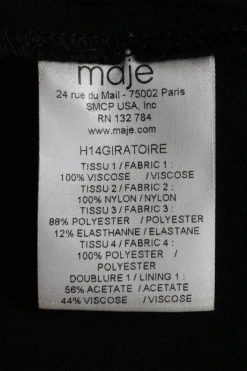 maje
24 rue du Mail - 75002 Paris
SMCP USA, Inc
RN 132 784
www.maje.com
H14GIRATOIRE
TISSU 1 / FABRIC 1 :
100% VISCOSE / VISCOSE
TISSU 2 / FABRIC 2 :
100% NYLON / NYLON
TISSU 3 / FABRIC 3 :
88% POLYESTER / POLYESTER
12% ELASTHANNE / ELASTANE
TISSU 4 / FABRIC 4 :
100% POLYESTER /
POLYESTER
DOUBLURE 1 / LINING 1 :
56% ACETATE / ACETATE
44% VISCOSE / VISCOSE